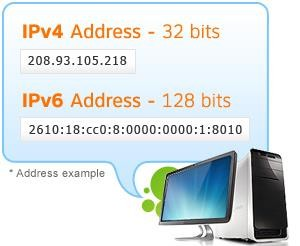 IPv4 Address - 32 bits
208.93.105.218
IPv6 Address - 128 bits
2610:18:cc0:8:0000:0000:1:8010
* Address example